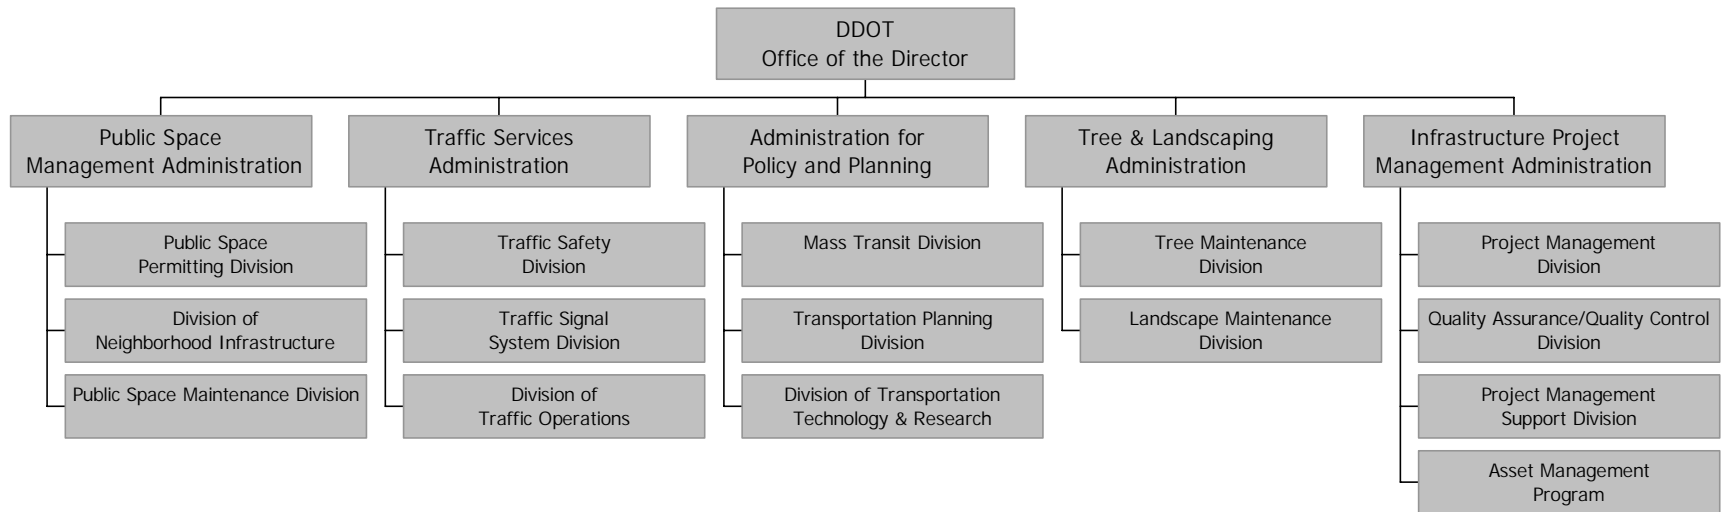 DDOT
Office of the Director
Public Space
Management Administration
Traffic Services
Administration
Administration for
Policy and Planning
Tree & Landscaping
Administration
Infrastructure Project
Management Administration
Public Space
Permitting Division
Division of
Neighborhood Infrastructure
Public Space Maintenance Division
Traffic Safety
Division
Traffic Signal
System Division
Division of
Traffic Operations
Mass Transit Division
Transportation Planning
Division
Division of Transportation
Technology & Research
Tree Maintenance
Division
Landscape Maintenance
Division
Project Management
Division
Quality Assurance/Quality Control
Division
Project Management
Support Division
Asset Management
Program